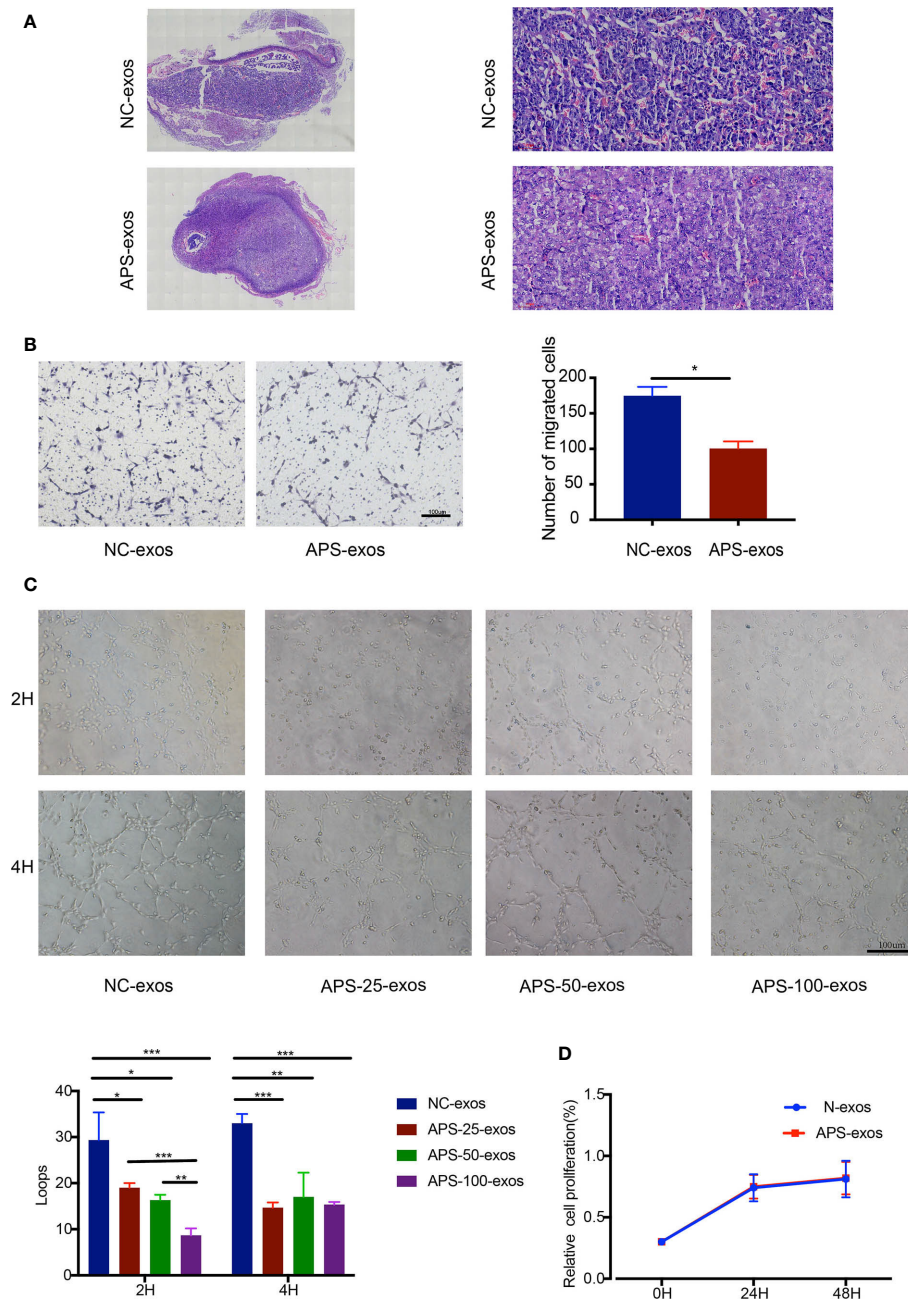 A
NC-exos
NC-exos
APS-exos
APS-exos
B
100um
NC-exos
APS-exos
Number of migrated cells
200
150
100
50
0
*
NC-exos
APS-exos
C
2H
4H
100um
NC-exos
APS-25-exos
APS-50-exos
APS-100-exos
Loops
40
30
20
10
0
***
*
*
***
**
***
**
***
2H
4H
NC-exos
APS-25-exos
APS-50-exos
APS-100-exos
D
Relative cell proliferation(%)
1.5
1.0
0.5
0.0
N-exos
APS-exos
0H
24H
48H